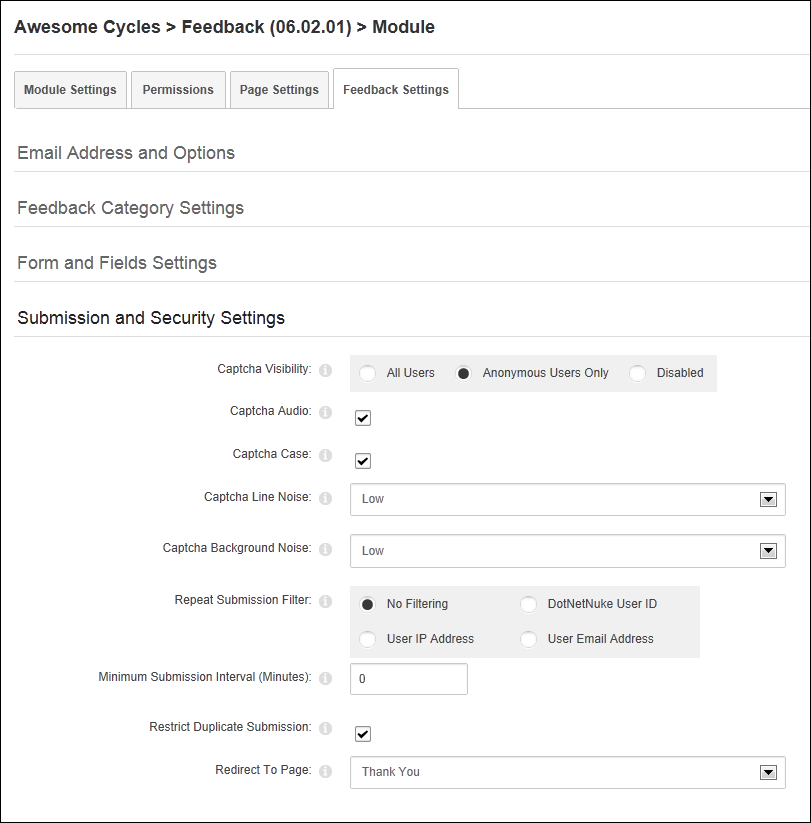 Awesome Cycles > Feedback (06.02.01) > Module
Module Settings Permissions Page Settings Feedback Settings
Email Address and Options
Feedback Category Settings
Form and Fields Settings
Submission and Security Settings
Captcha Visibility: All Users Anonymous Users Only Disabled
Captcha Audio:
Captcha Case:
Captcha Line Noise: Low
Captcha Background Noise: Low
Repeat Submission Filter: No Filtering DotNetNuke User ID
User IP Address User Email Address
Minimum Submission Interval (Minutes): 0
Restrict Duplicate Submission:
Redirect To Page: Thank You